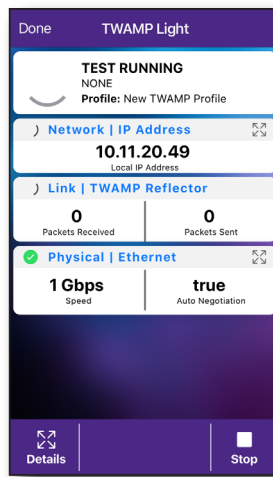 Done TWAMP Light
TEST RUNNING
NONE
Profile: New TWAMP Profile
Network | IP Address
10.11.20.49
Local IP Address
Link | TWAMP Reflector
0 0
Packets Received Packets Sent
Physical | Ethernet
1 Gbps true
Speed Auto Negotiation
Details Stop